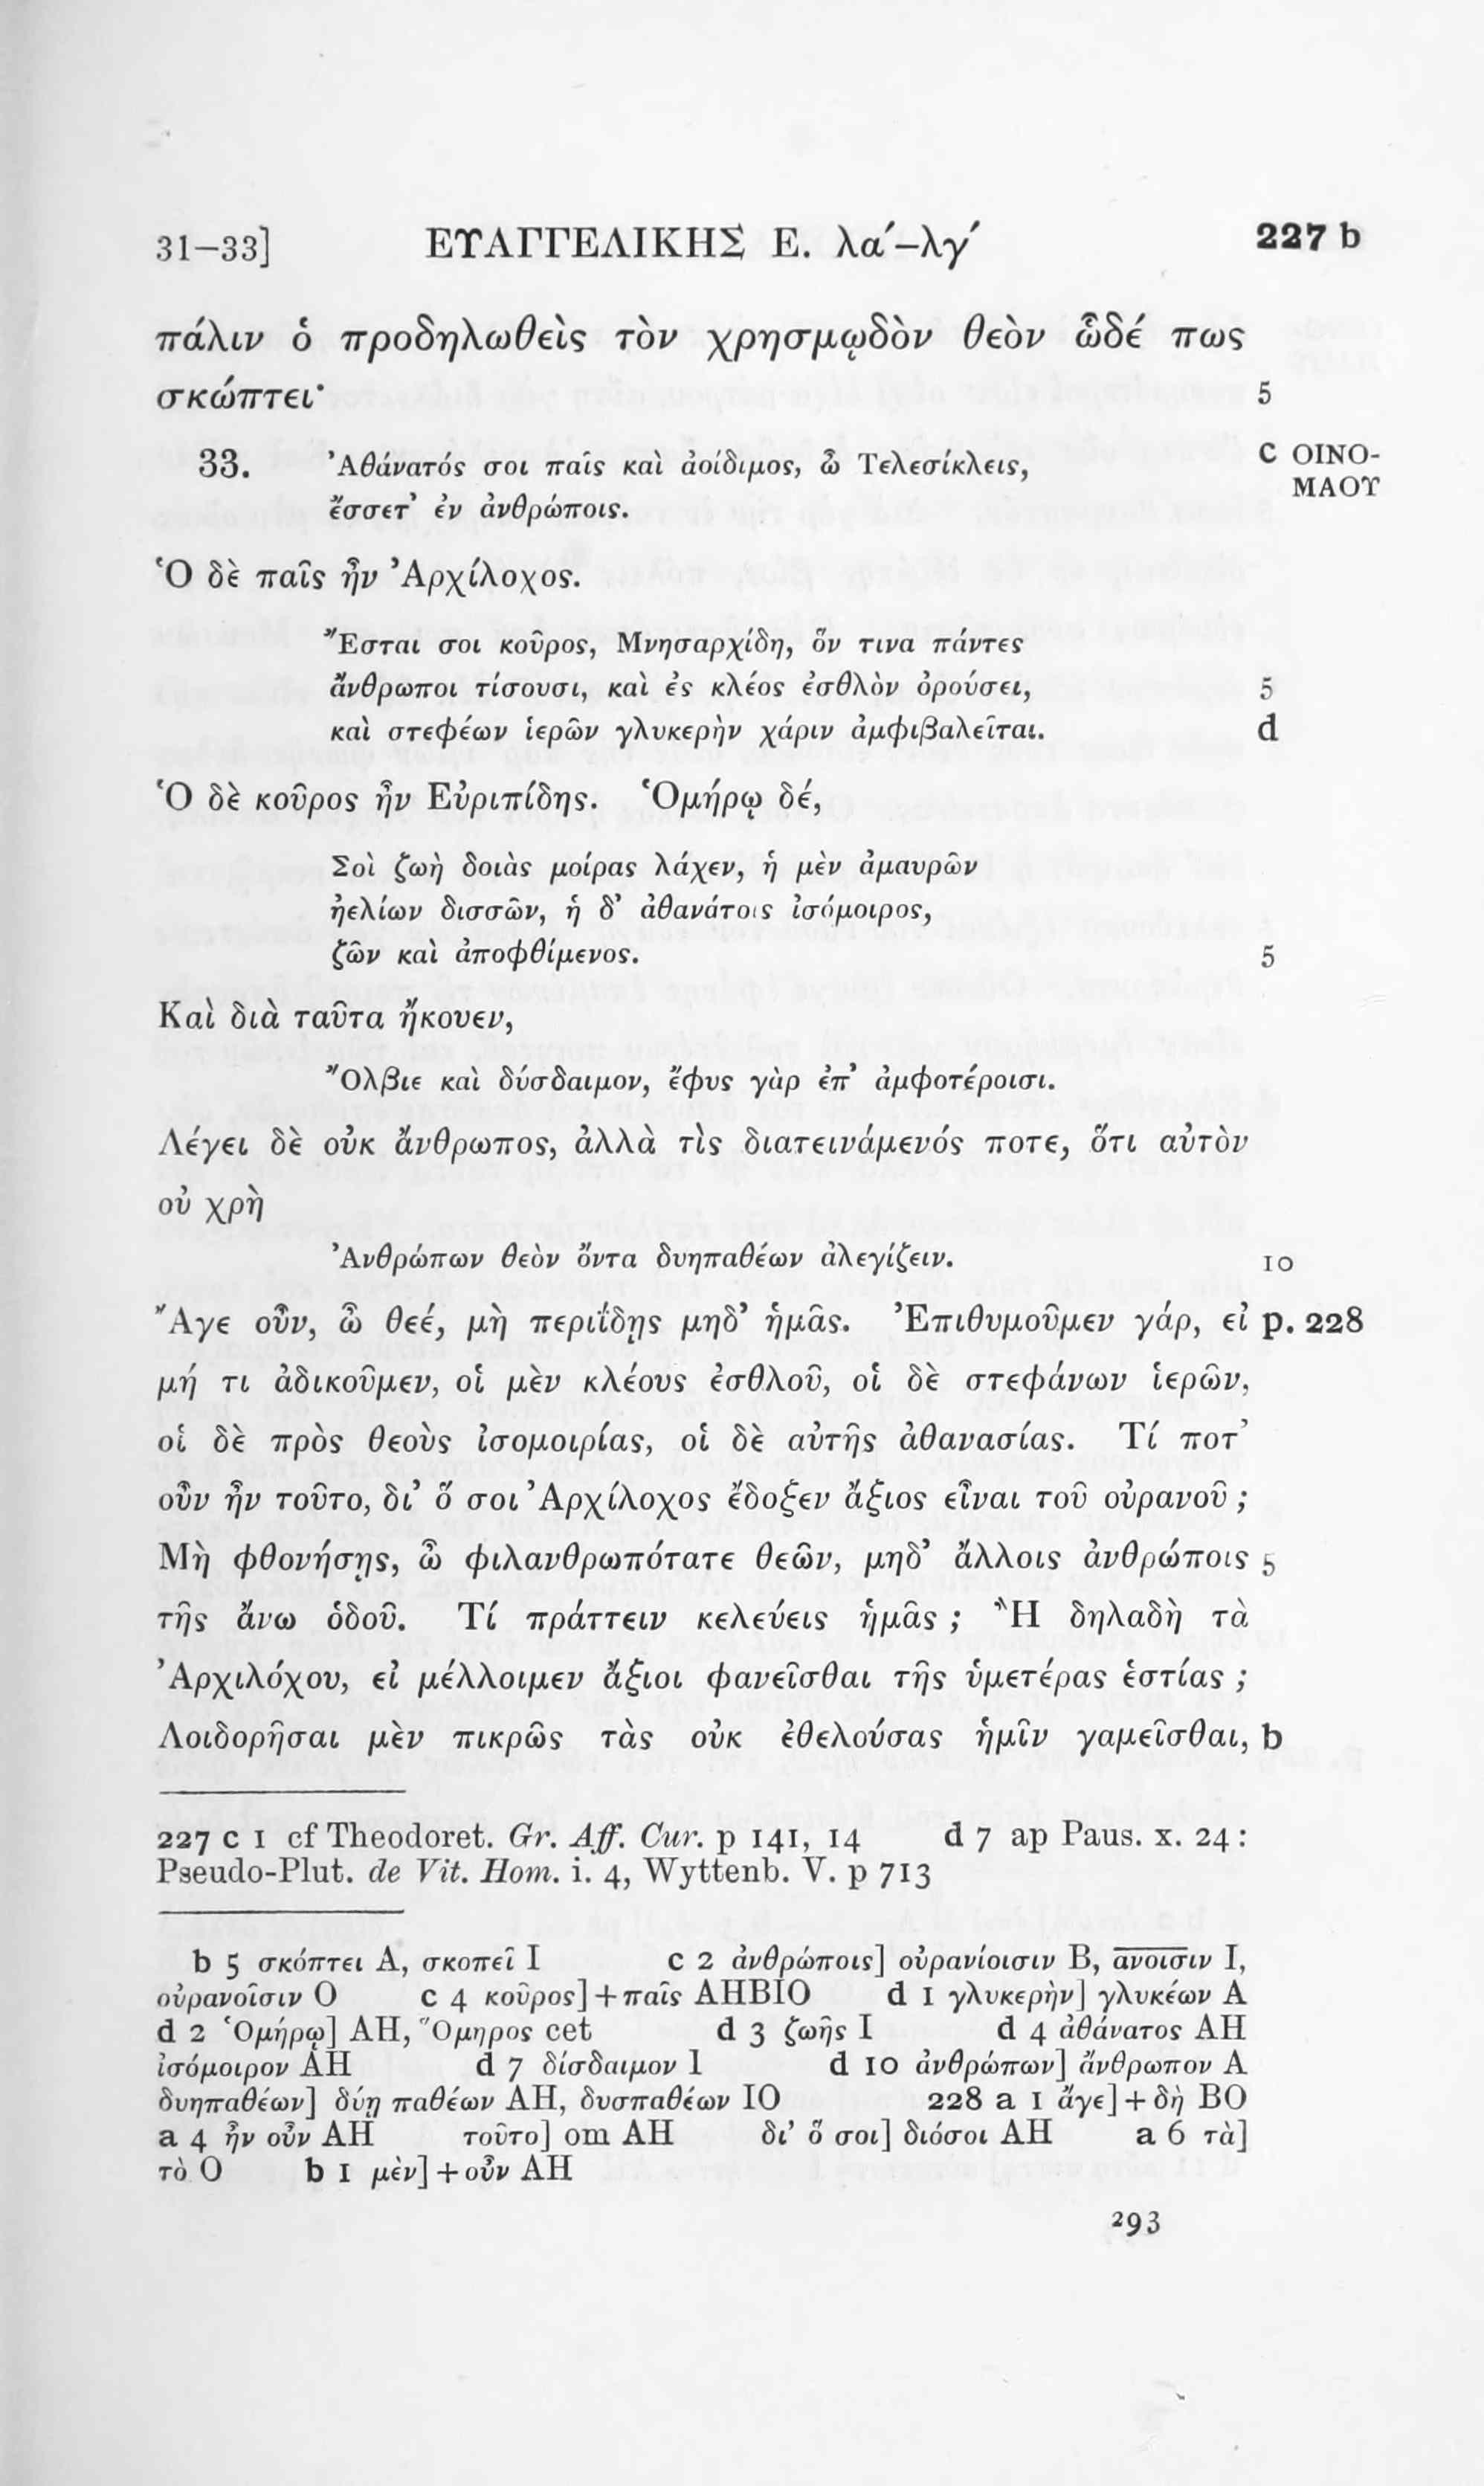 31–33] ΕΥΑΓΓΕΛΙΚΗΣ Ε. λα′–λγ′ 227 b
πάλιν ὁ προδηλωθεὶς τὸν χρησμῳδὸν θεὸν ὧδέ πως
σκώπτει· 5
33. Ἀθάνατός σοι παῖς καὶ ἀοίδιμος, ὦ Τελεσίκλεις, c ΟΙΝΟ-
ἔσσετ’ ἐν ἀνθρώποις. ΜΑΟΥ
Ὁ δὲ παῖς ἦν Ἀρχίλοχος.
Ἔσται σοι κοῦρος, Μνησαρχίδη, ὅν τινα πάντες
ἄνθρωποι τίσουσι, καὶ ἐς κλέος ἐσθλὸν ὀρούσει, 5
καὶ στεφέων ἱερῶν γλυκερὴν χάριν ἀμφιβαλεῖται. d
Ὁ δὲ κοῦρος ἦν Εὐριπίδης. Ὁμήρῳ δέ,
Σοὶ ζωὴ δοιὰς μοίρας λάχεν, ἡ μὲν ἀμαυρῶν
ἠελίων δισσῶν, ἡ δ’ ἀθανάτοις ἰσόμοιρος,
ζῶν καὶ ἀποφθίμενος. 5
Καὶ διὰ ταῦτα ἤκουεν,
Ὄλβιε καὶ δύσδαιμον, ἔφυς γὰρ ἐπ’ ἀμφοτέροισι.
Λέγει δὲ οὐκ ἄνθρωπος, ἀλλὰ τὶς διατεινάμενός ποτε, ὅτι αὐτὸν
οὐ χρὴ
Ἀνθρώπων θεὸν ὄντα δυηπαθέων ἀλεγίζειν. 10
Ἄγε οὖν, ὦ θεέ, μὴ περιΐδῃς μηδ’ ἡμᾶς. Ἐπιθυμοῦμεν γάρ, εἰ p. 228
μή τι ἀδικοῦμεν, οἱ μὲν κλέους ἐσθλοῦ, οἱ δὲ στεφάνων ἱερῶν,
οἱ δὲ πρὸς θεοὺς ἰσομοιρίας, οἱ δὲ αὐτῆς ἀθανασίας. Τί ποτ’
οὖν ἦν τοῦτο, δι’ ὅ σοι Ἀρχίλοχος ἔδοξεν ἄξιος εἶναι τοῦ οὐρανοῦ ;
Μὴ φθονήσῃς, ὦ φιλανθρωπότατε θεῶν, μηδ’ ἄλλοις ἀνθρώποις 5
τῆς ἄνω ὁδοῦ. Τί πράττειν κελεύεις ἡμᾶς ; Ἢ δηλαδὴ τὰ
Ἀρχιλόχου, εἰ μέλλοιμεν ἄξιοι φανεῖσθαι τῆς ὑμετέρας ἑστίας ;
Λοιδορῆσαι μὲν πικρῶς τὰς οὐκ ἐθελούσας ἡμῖν γαμεῖσθαι, b
227 c 1 cf Theodoret. Gr. Aff. Cur. p 141, 14 d 7 ap Paus. x. 24 :
Pseudo-Plut. de Vit. Hom. i. 4, Wyttenb. V. p 713
b 5 σκόπτει A, σκοπεῖ I c 2 ἀνθρώποις] οὐρανίοισιν B, α̅ν̅ο̅ι̅σ̅ιν I,
οὐρανοῖσιν O c 4 κοῦρος] + παῖς AHBIO d 1 γλυκερὴν] γλυκέων A
d 2 Ὁμήρῳ] AH, Ὅμηρος cet d 3 ζωῆς I d 4 ἀθάνατος AH
ἰσόμοιρον AH d 7 δίσδαιμον I d 10 ἀνθρώπων] ἄνθρωπον A
δυηπαθέων] δύῃ παθέων AH, δυσπαθέων IO 228 a 1 ἄγε] + δὴ BO
a 4 ἦν οὖν AH τοῦτο] om AH δι’ ὅ σοι] διόσοι AH a 6 τὰ]
τὸ O b 1 μὲν] + οὖν AH
293